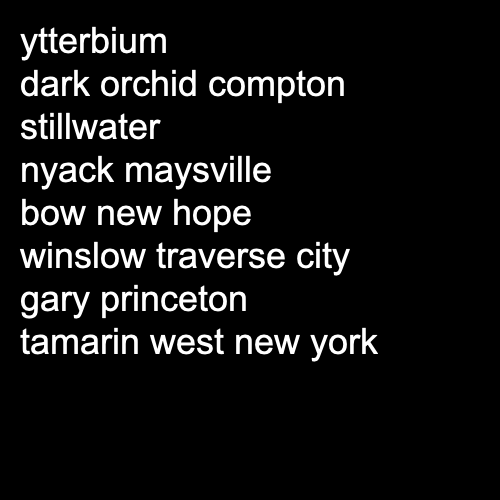 ytterbium
dark orchid compton
stillwater
nyack maysville
bow new hope
winslow traverse city
gary princeton
tamarin west new york